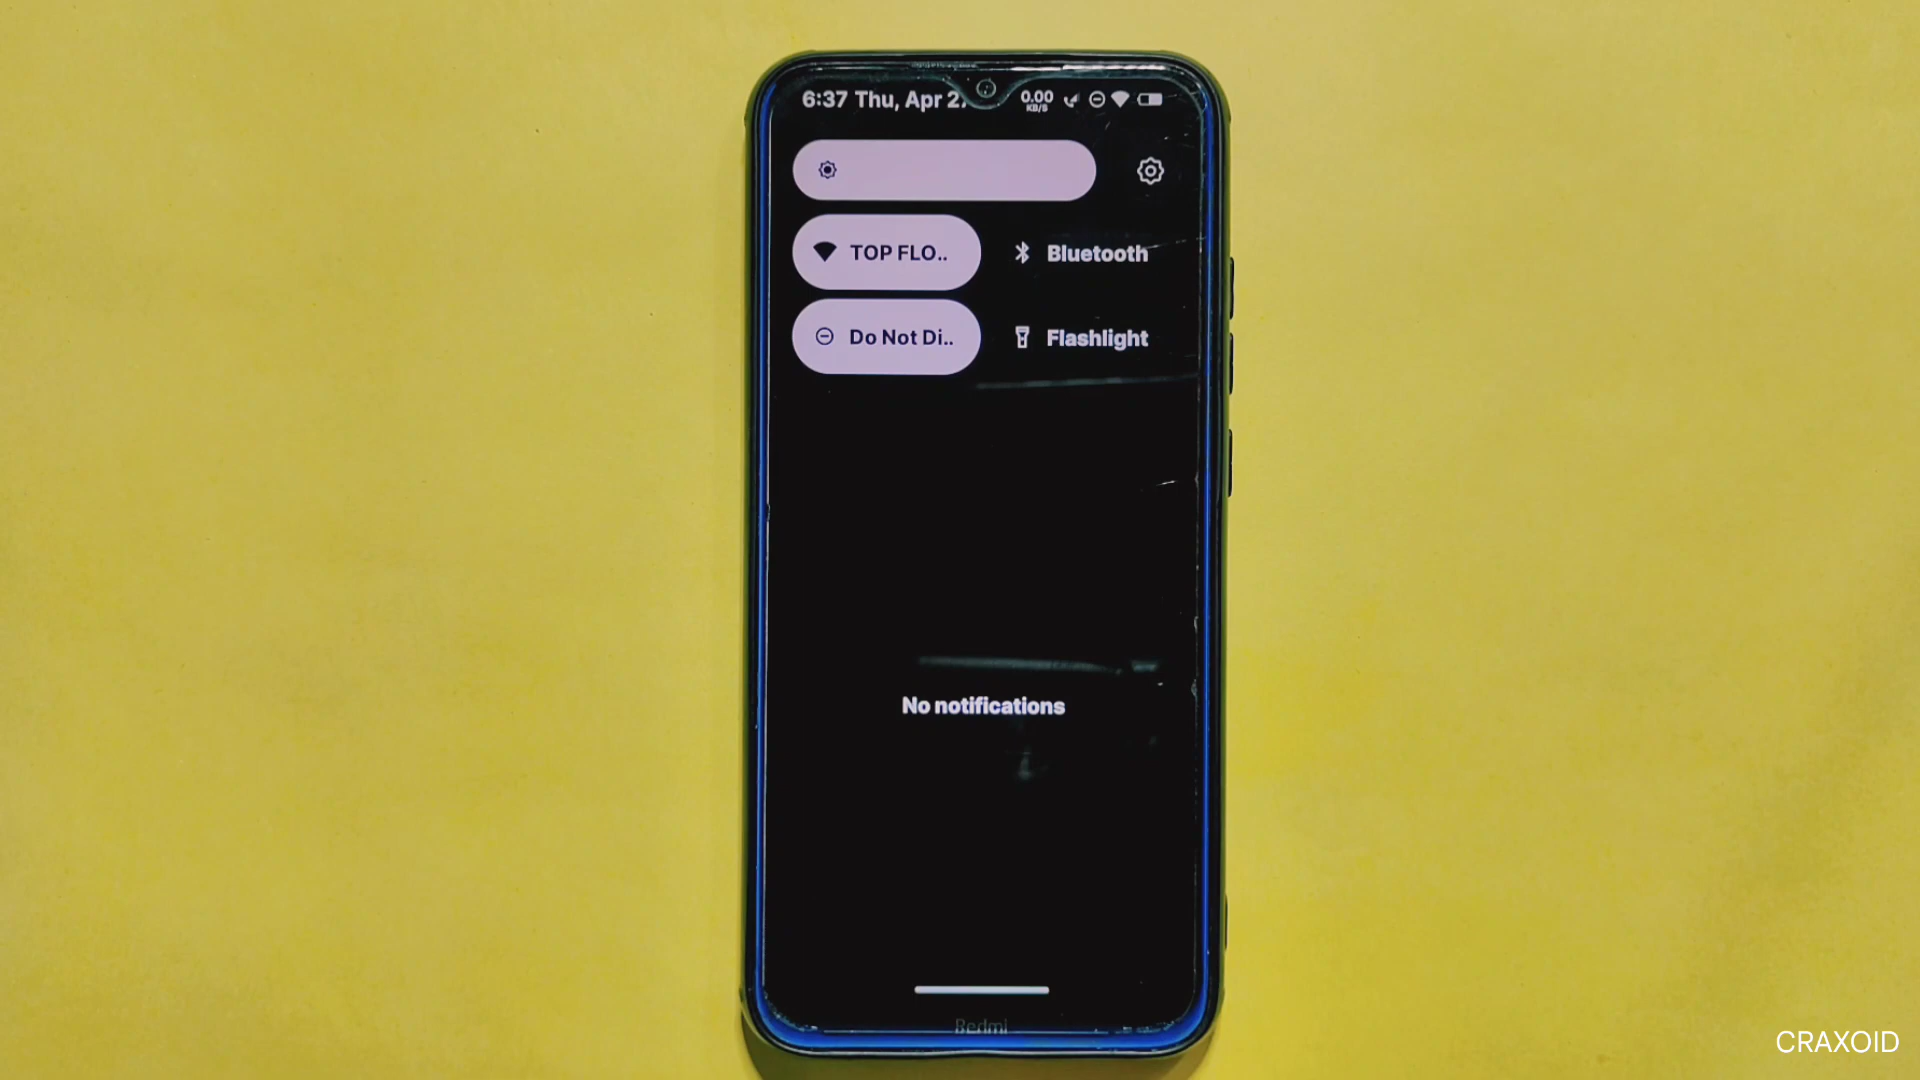 6:37 Thu, Apr 2
0.00
KB/S
TOP FLO..
Bluetooth
Do Not Di..
Flashlight
No notifications
Redmi
CRAXOID